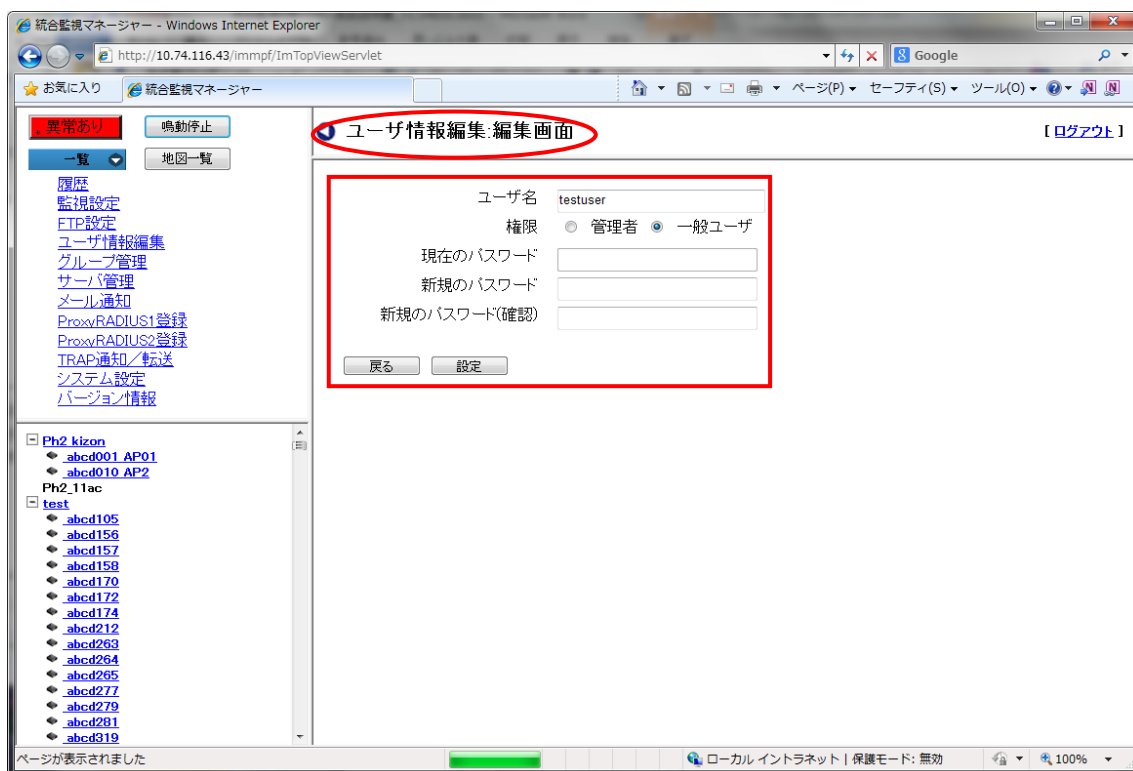 統合監視マネージャー - Windows Internet Explorer
http://10.74.116.43/immpf/ImTopViewServlet
Google
お気に入り
統合監視マネージャー
ページ(P)
セーフティ(S)
ツール(O)
異常あり
鳴動停止
一覧
地図一覧
ユーザ情報編集:編集画面
[ ログアウト ]
履歴
監視設定
FTP設定
ユーザ情報編集
グループ管理
サーバ管理
メール通知
ProxyRADIUS1登録
ProxyRADIUS2登録
TRAP通知／転送
システム設定
バージョン情報
ユーザ名 testuser
権限 管理者 一般ユーザ
現在のパスワード
新規のパスワード
新規のパスワード(確認)
戻る 設定
Ph2 kizon
abcd001 AP01
abcd010 AP2
Ph2_11ac
test
abcd105
abcd156
abcd157
abcd158
abcd170
abcd172
abcd174
abcd212
abcd263
abcd264
abcd265
abcd277
abcd279
abcd281
abcd319
ページが表示されました
ローカル イントラネット | 保護モード: 無効
100%